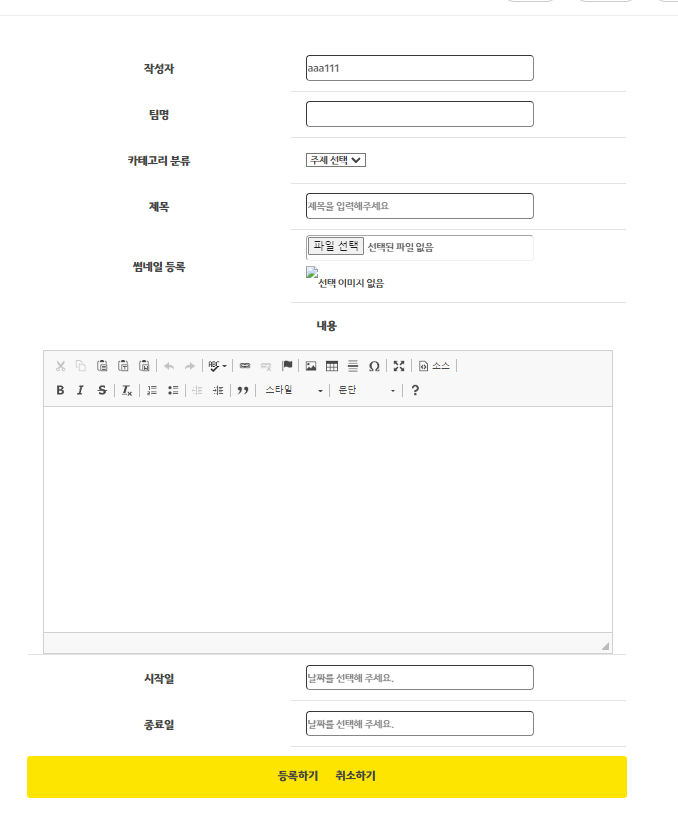 작성자 aaa111
팀명
카테고리 분류 주제 선택
제목 제목을 입력해주세요
썸네일 등록 파일 선택 선택된 파일 없음
선택 이미지 없음
내용
ABC Ω 소스
B I S Tx 스타일 문단 ?
시작일 날짜를 선택해 주세요.
종료일 날짜를 선택해 주세요.
등록하기 취소하기